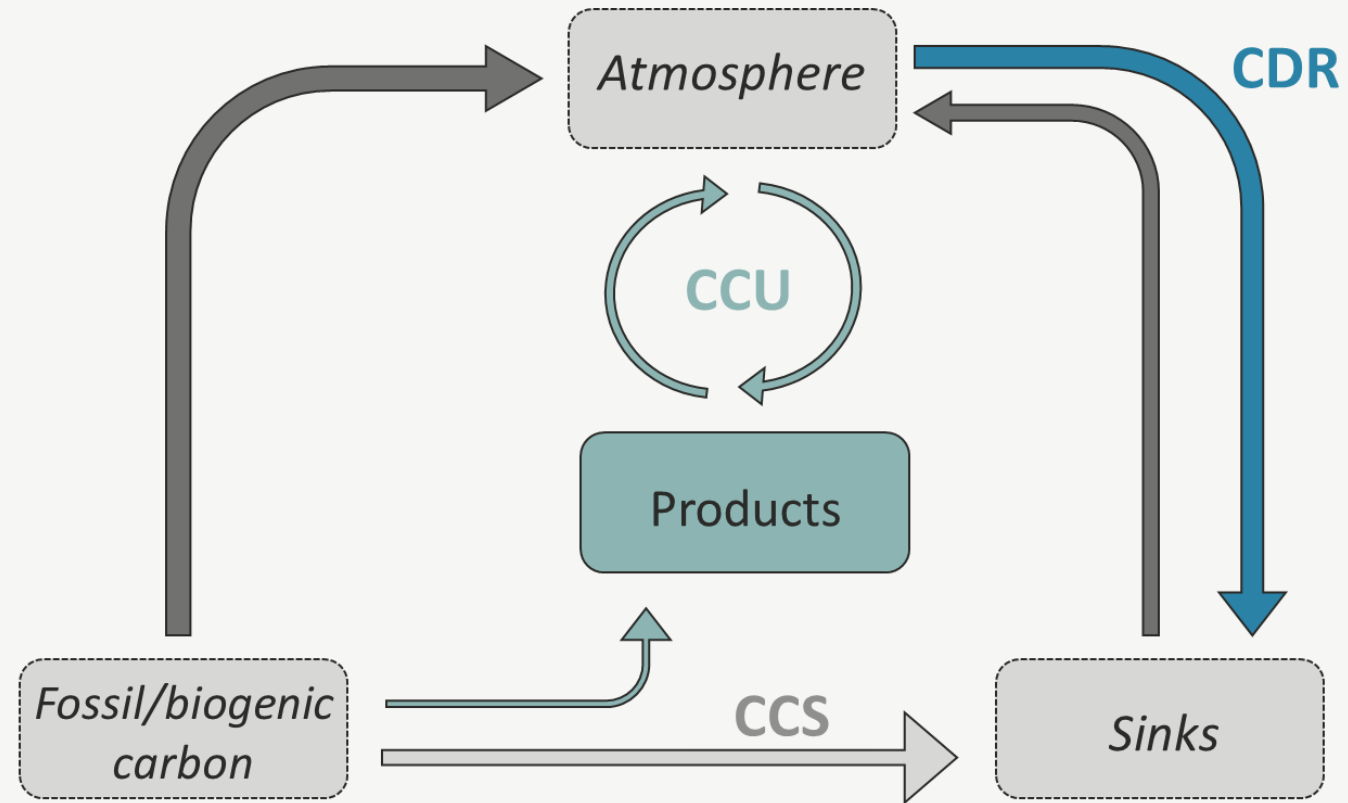 Atmosphere
CDR
CCU
Products
Fossil/biogenic
carbon
CCS
Sinks